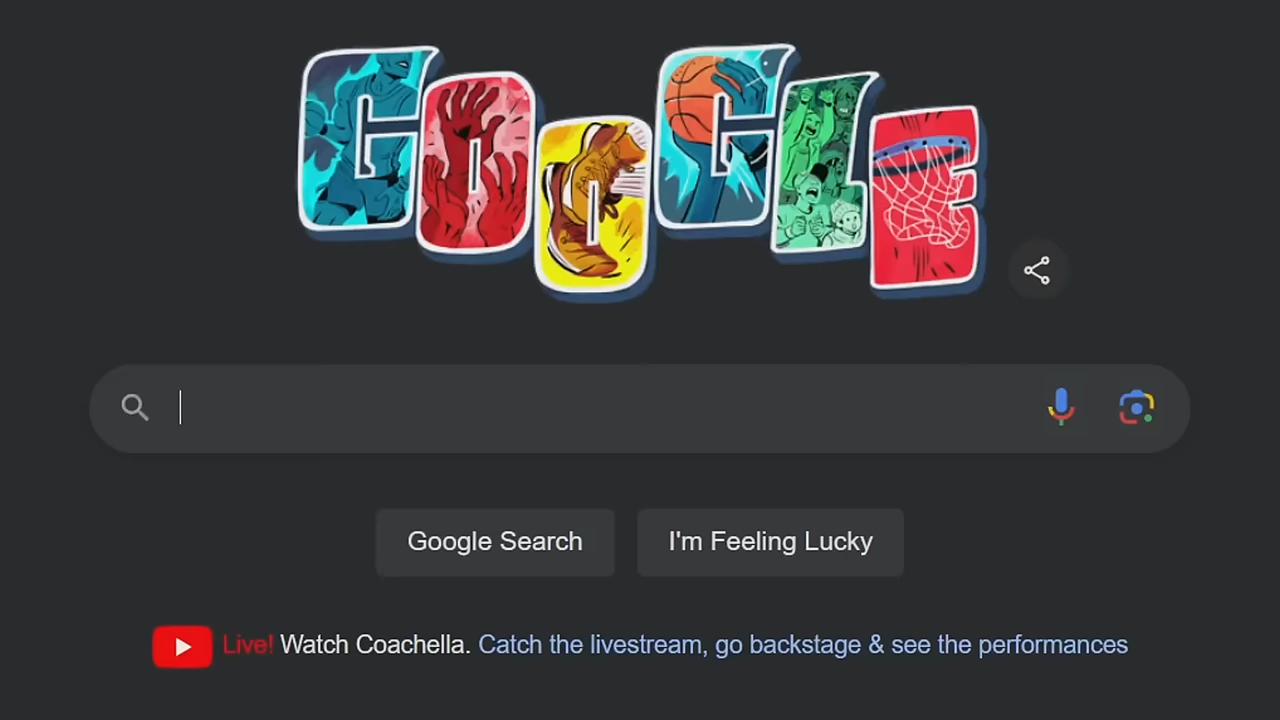 GOOGLE
Google Search
I'm Feeling Lucky
Live! Watch Coachella. Catch the livestream, go backstage & see the performances